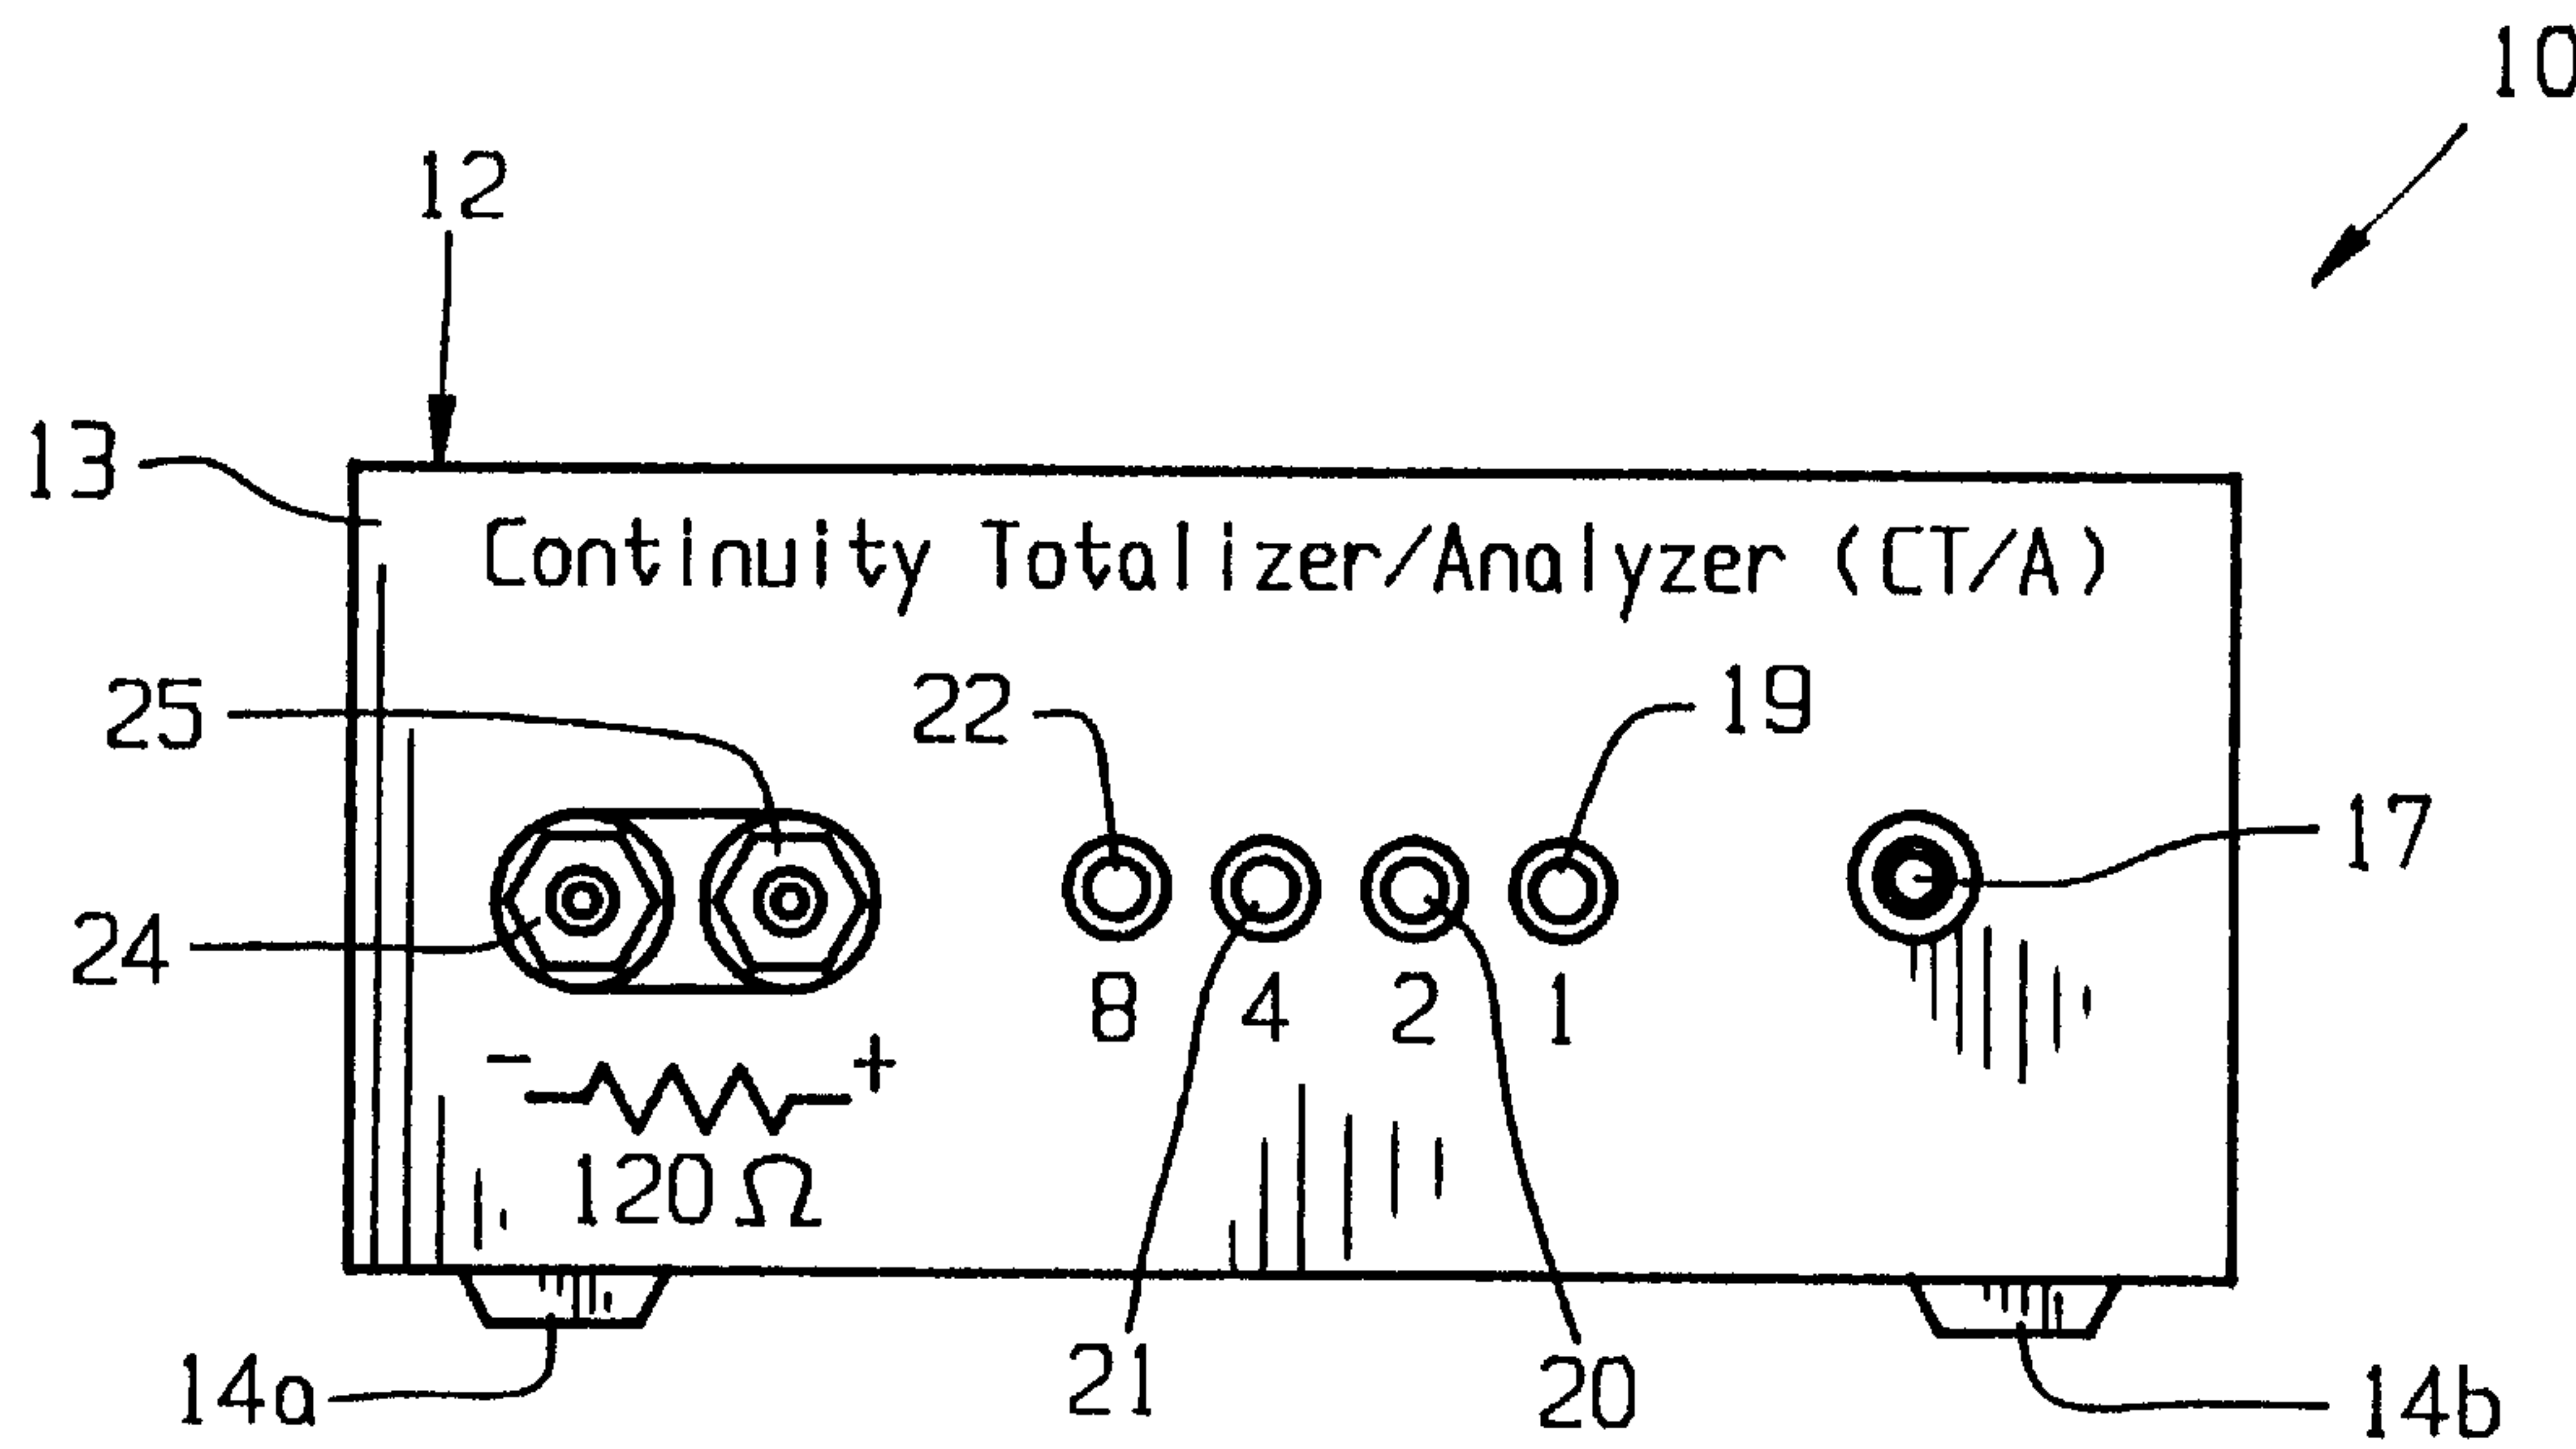 10
12
13
Continuity Totalizer/Analyzer (CT/A)
25
22
19
17
24
8 4 2 1
- +
120 Ω
21
20
14a
14b